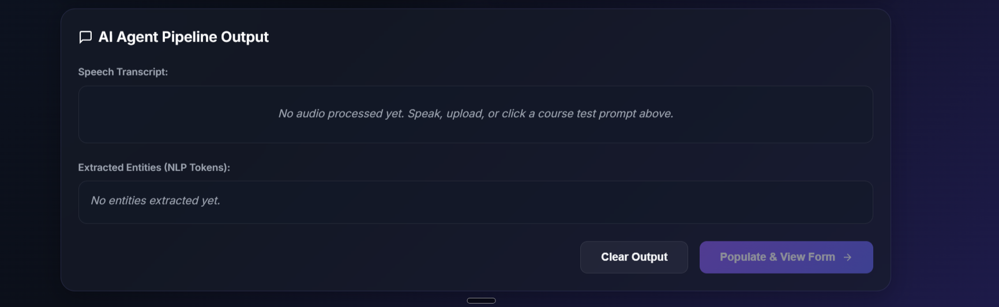 AI Agent Pipeline Output
Speech Transcript:
No audio processed yet. Speak, upload, or click a course test prompt above.
Extracted Entities (NLP Tokens):
No entities extracted yet.
Clear Output
Populate & View Form →